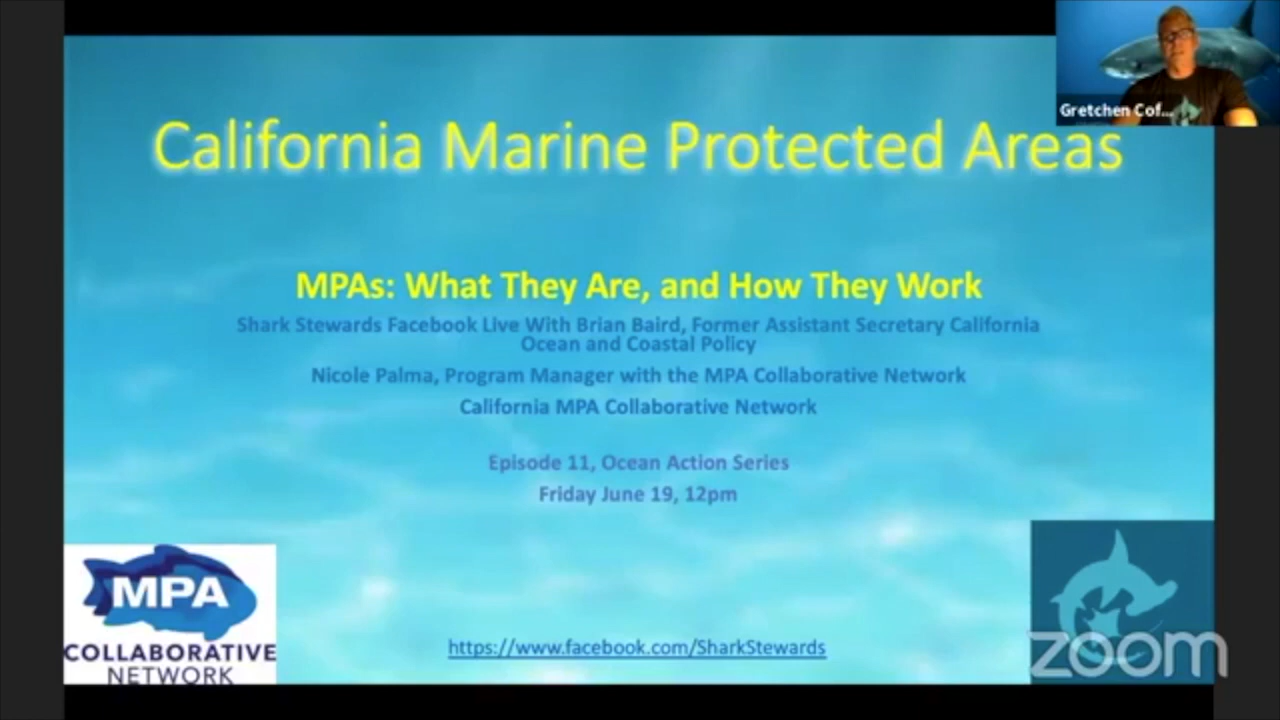 Gretchen Cof...
California Marine Protected Areas
MPAs: What They Are, and How They Work
Shark Stewards Facebook Live With Brian Baird, Former Assistant Secretary California
Ocean and Coastal Policy
Nicole Palma, Program Manager with the MPA Collaborative Network
California MPA Collaborative Network
Episode 11, Ocean Action Series
Friday June 19, 12pm
MPA
COLLABORATIVE
NETWORK
https://www.facebook.com/SharkStewards
zoom